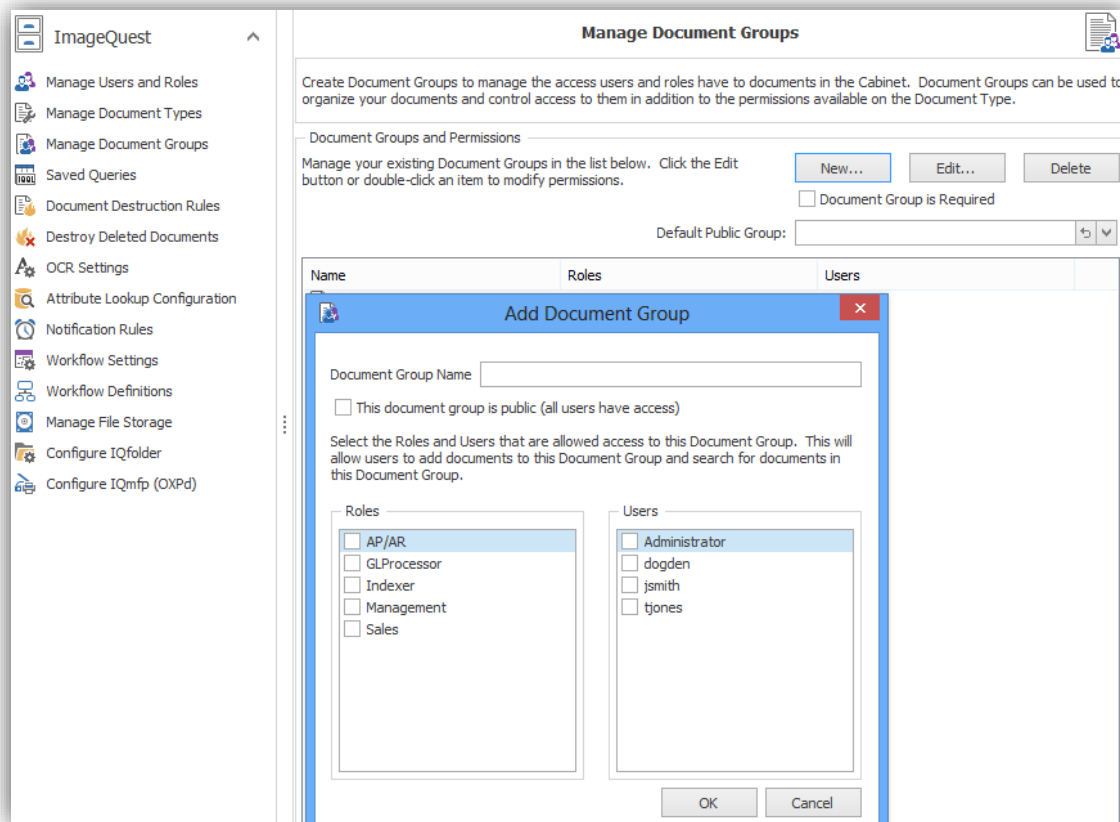 ImageQuest
Manage Users and Roles
Manage Document Types
Manage Document Groups
Saved Queries
Document Destruction Rules
Destroy Deleted Documents
OCR Settings
Attribute Lookup Configuration
Notification Rules
Workflow Settings
Workflow Definitions
Manage File Storage
Configure IQfolder
Configure IQmfp (OXPd)
Manage Document Groups
Create Document Groups to manage the access users and roles have to documents in the Cabinet. Document Groups can be used to
organize your documents and control access to them in addition to the permissions available on the Document Type.
Document Groups and Permissions
Manage your existing Document Groups in the list below. Click the Edit
button or double-click an item to modify permissions.
New...
Edit...
Delete
Document Group is Required
Default Public Group:
Name Roles Users
Add Document Group
Document Group Name
This document group is public (all users have access)
Select the Roles and Users that are allowed access to this Document Group. This will
allow users to add documents to this Document Group and search for documents in
this Document Group.
Roles
AP/AR
GLProcessor
Indexer
Management
Sales
Users
Administrator
dogden
jsmith
tjones
OK
Cancel